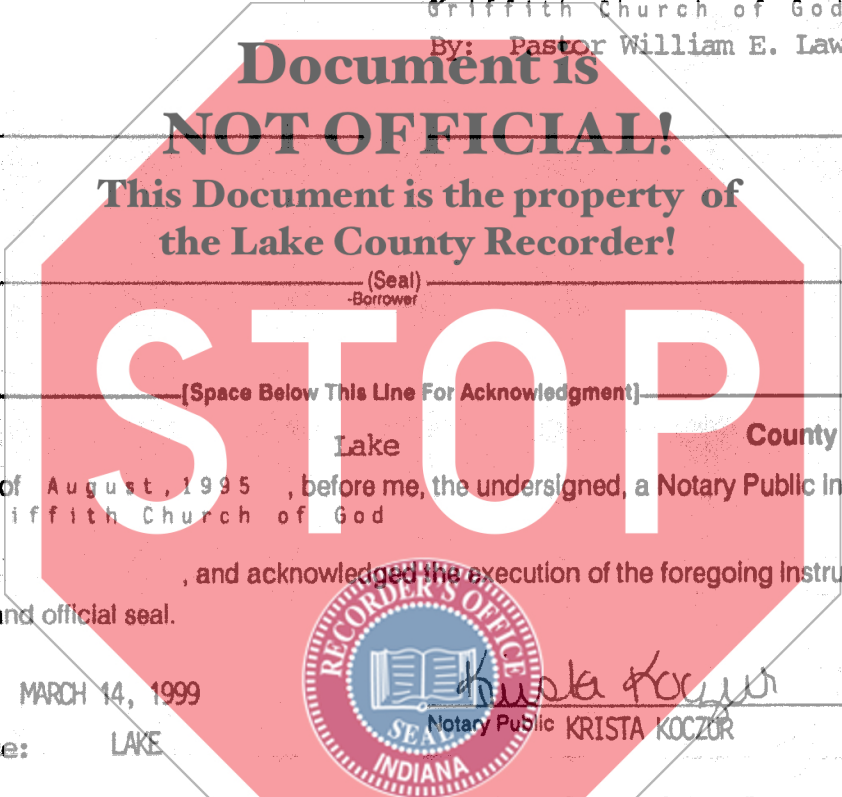 Griffith Church of God
By: Pastor William E. Law
Document is
NOT OFFICIAL!
This Document is the property of
the Lake County Recorder!
(Seal)
-Borrower
STOP
[Space Below This Line For Acknowledgment]
Lake County
of August,1995 , before me, the undersigned, a Notary Public in
iffith Church of God
, and acknowledged the execution of the foregoing instru
and official seal.
RECORDER'S OFFICE
SEAL
INDIANA
MARCH 14, 1999
Krista Koczur
Notary Public KRISTA KOCZUR
e: LAKE